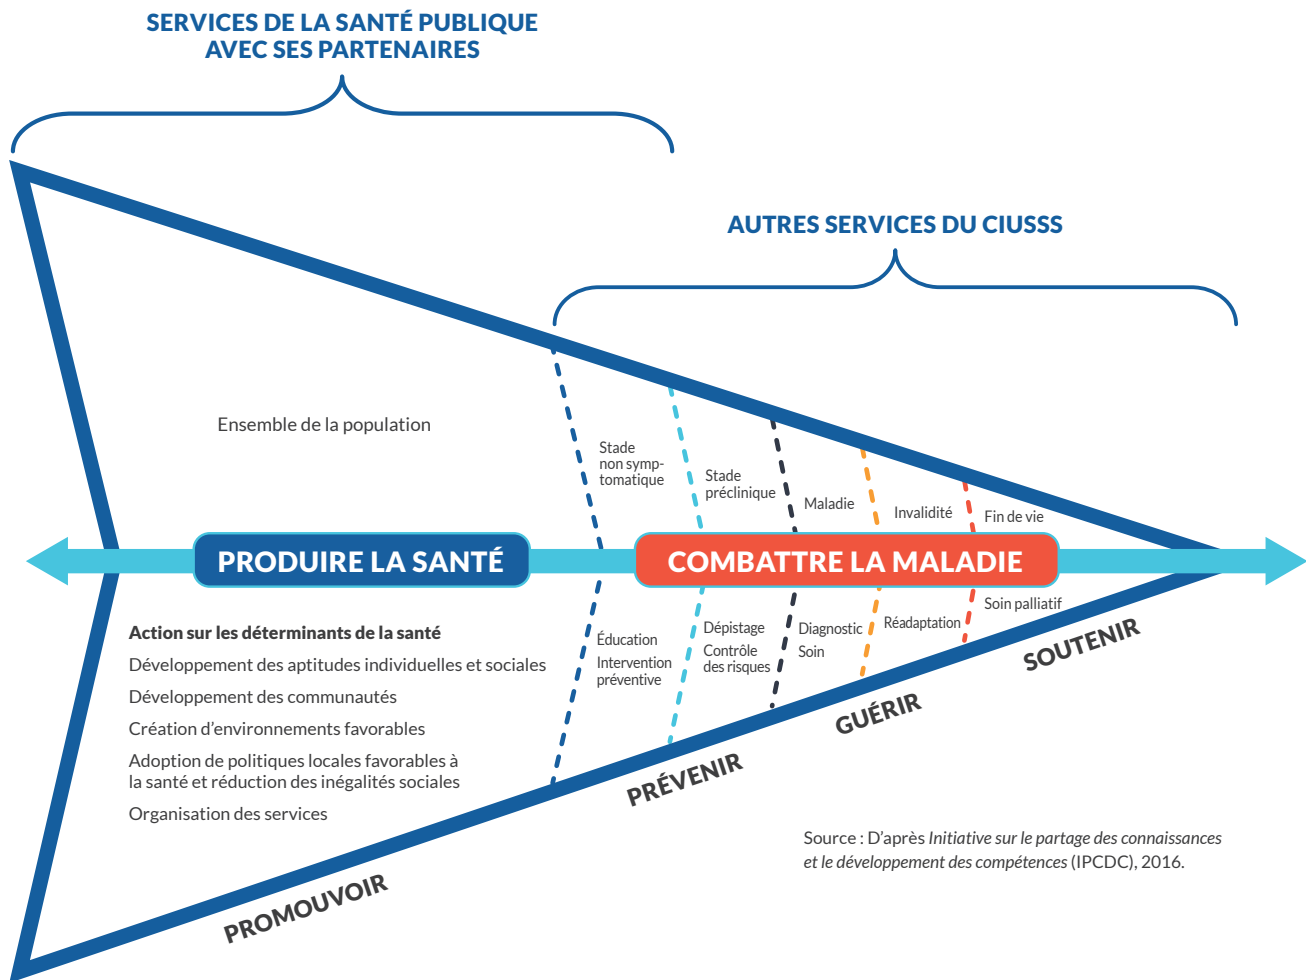 SERVICES DE LA SANTÉ PUBLIQUE
AVEC SES PARTENAIRES
AUTRES SERVICES DU CIUSSS
Ensemble de la population
Stade
non symp-
tomatique
Stade
préclinique
Maladie
Invalidité
Fin de vie
PRODUIRE LA SANTÉ
COMBATTRE LA MALADIE
Action sur les déterminants de la santé
Développement des aptitudes individuelles et sociales
Développement des communautés
Création d’environnements favorables
Adoption de politiques locales favorables à
la santé et réduction des inégalités sociales
Organisation des services
Éducation
Intervention
préventive
Dépistage
Contrôle
des risques
Diagnostic
Soin
Réadaptation
Soin palliatif
PROMOUVOIR
PRÉVENIR
GUÉRIR
SOUTENIR
Source : D’après Initiative sur le partage des connaissances
et le développement des compétences (IPCDC), 2016.